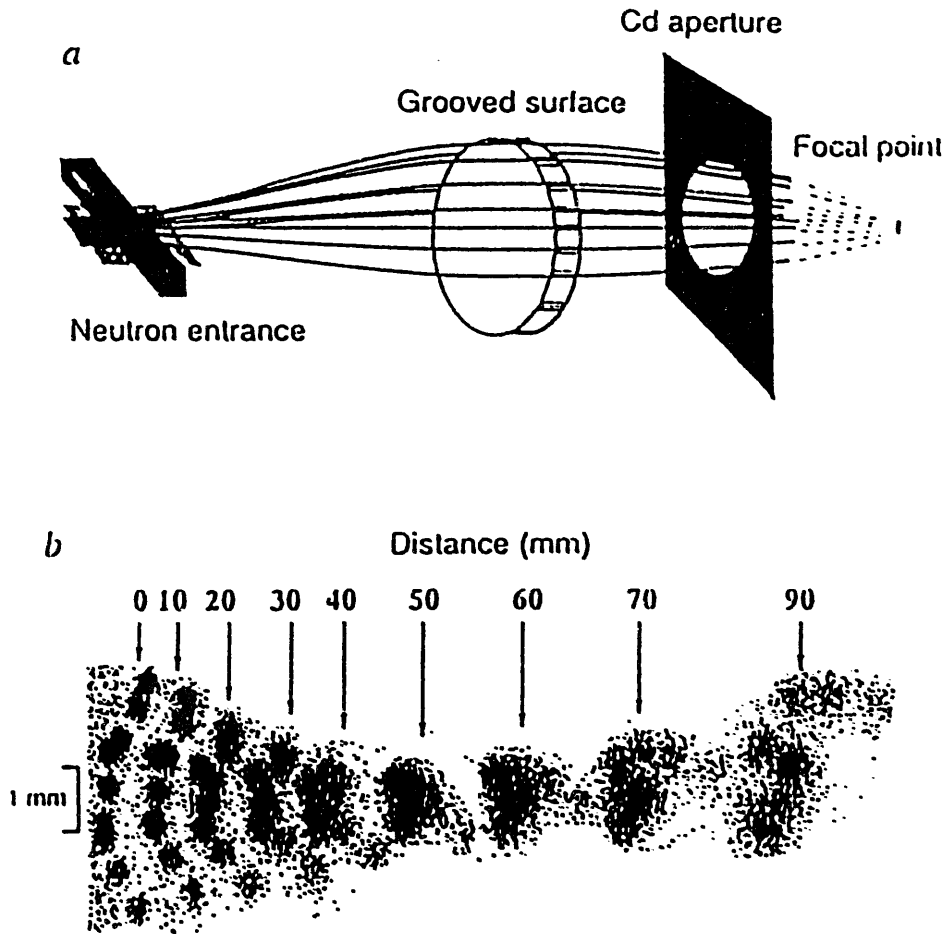 a
Cd aperture
Grooved surface
Focal point
Neutron entrance
b
Distance (mm)
0 10 20 30 40 50 60 70 90
1 mm